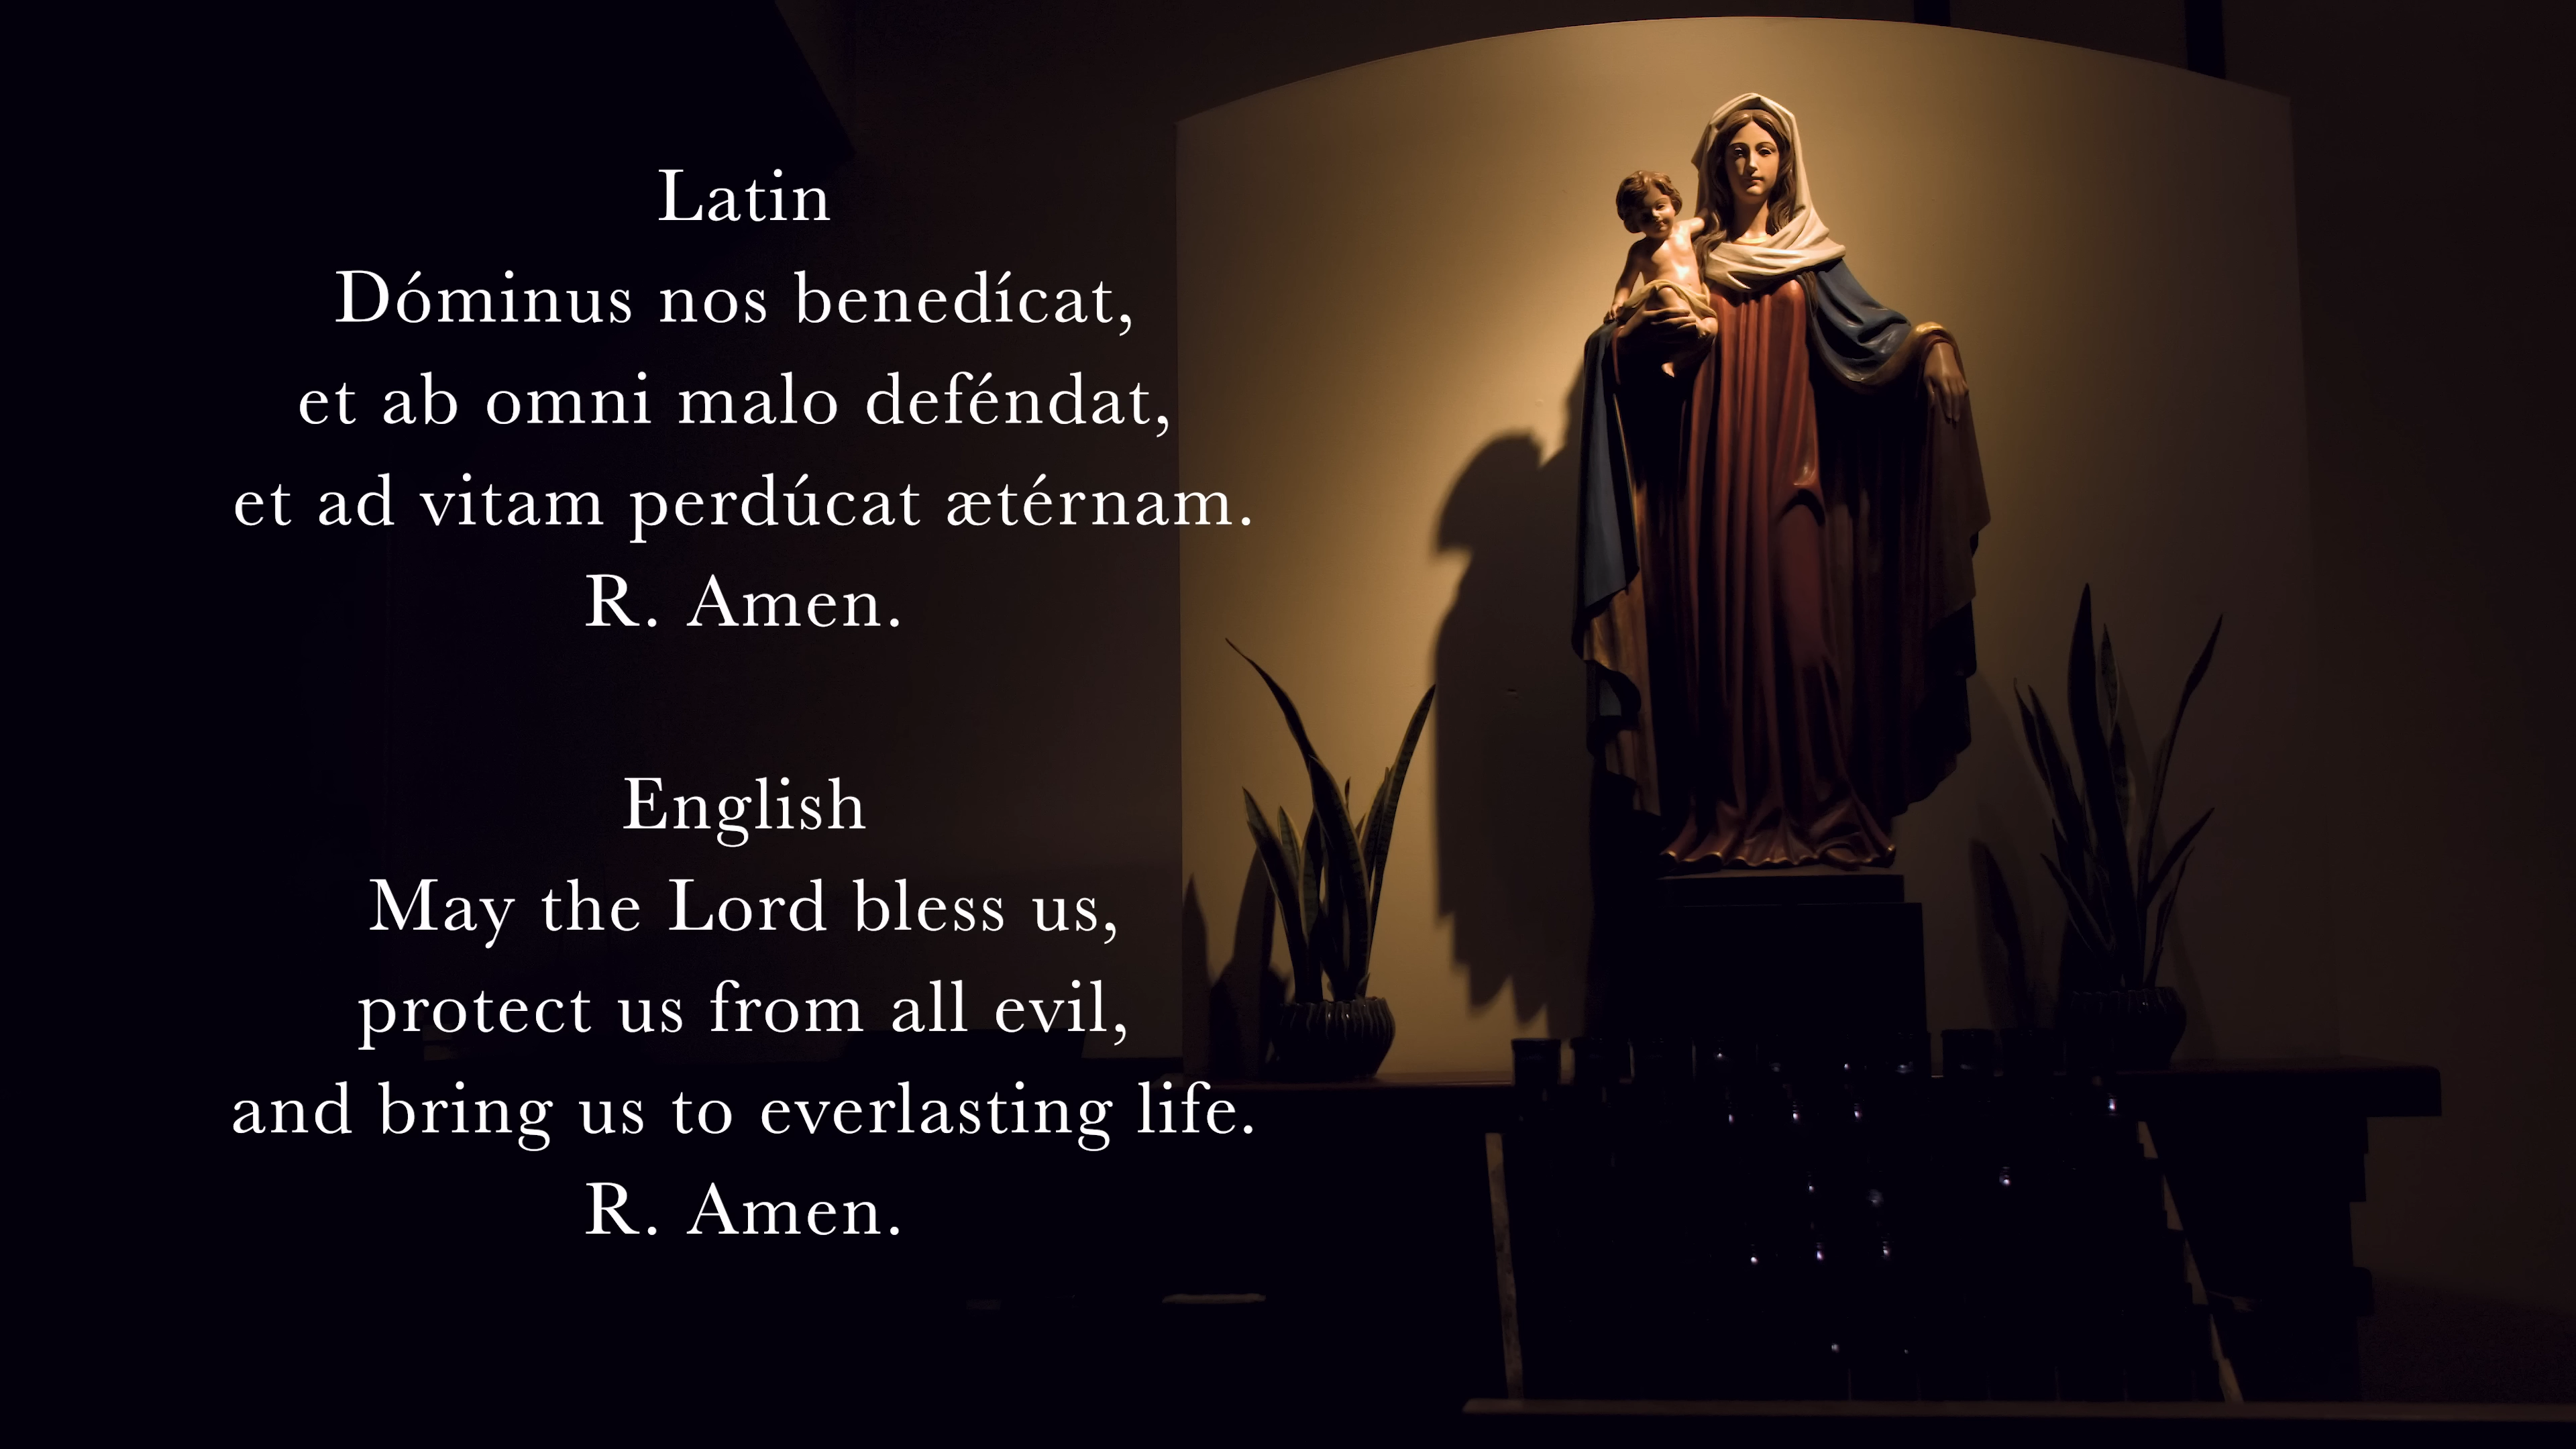 Latin
Dóminus nos benedícat,
et ab omni malo deféndat,
et ad vitam perdúcat ætérnam.
R. Amen.
English
May the Lord bless us,
protect us from all evil,
and bring us to everlasting life.
R. Amen.